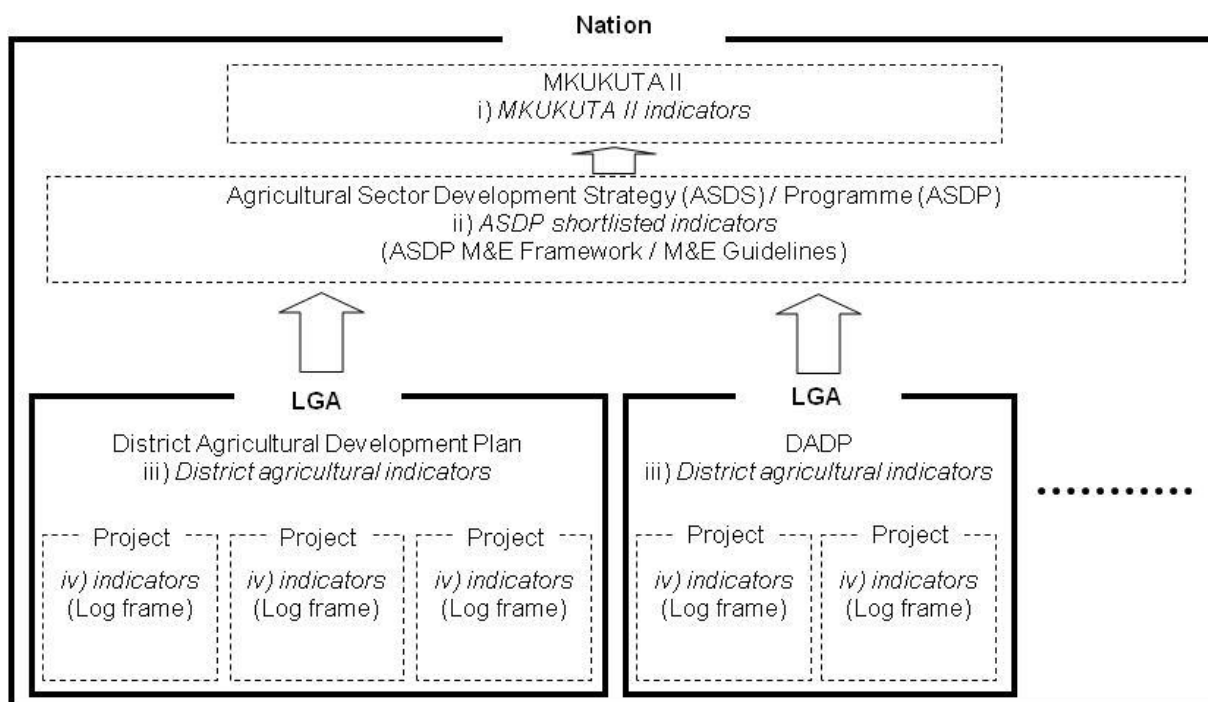 Nation
MKUKUTA II
i) MKUKUTA II indicators
Agricultural Sector Development Strategy (ASDS) / Programme (ASDP)
ii) ASDP shortlisted indicators
(ASDP M&E Framework / M&E Guidelines)
LGA
District Agricultural Development Plan
iii) District agricultural indicators
Project
iv) indicators
(Log frame)
Project
iv) indicators
(Log frame)
Project
iv) indicators
(Log frame)
LGA
DADP
iii) District agricultural indicators
Project
iv) indicators
(Log frame)
Project
iv) indicators
(Log frame)
...........